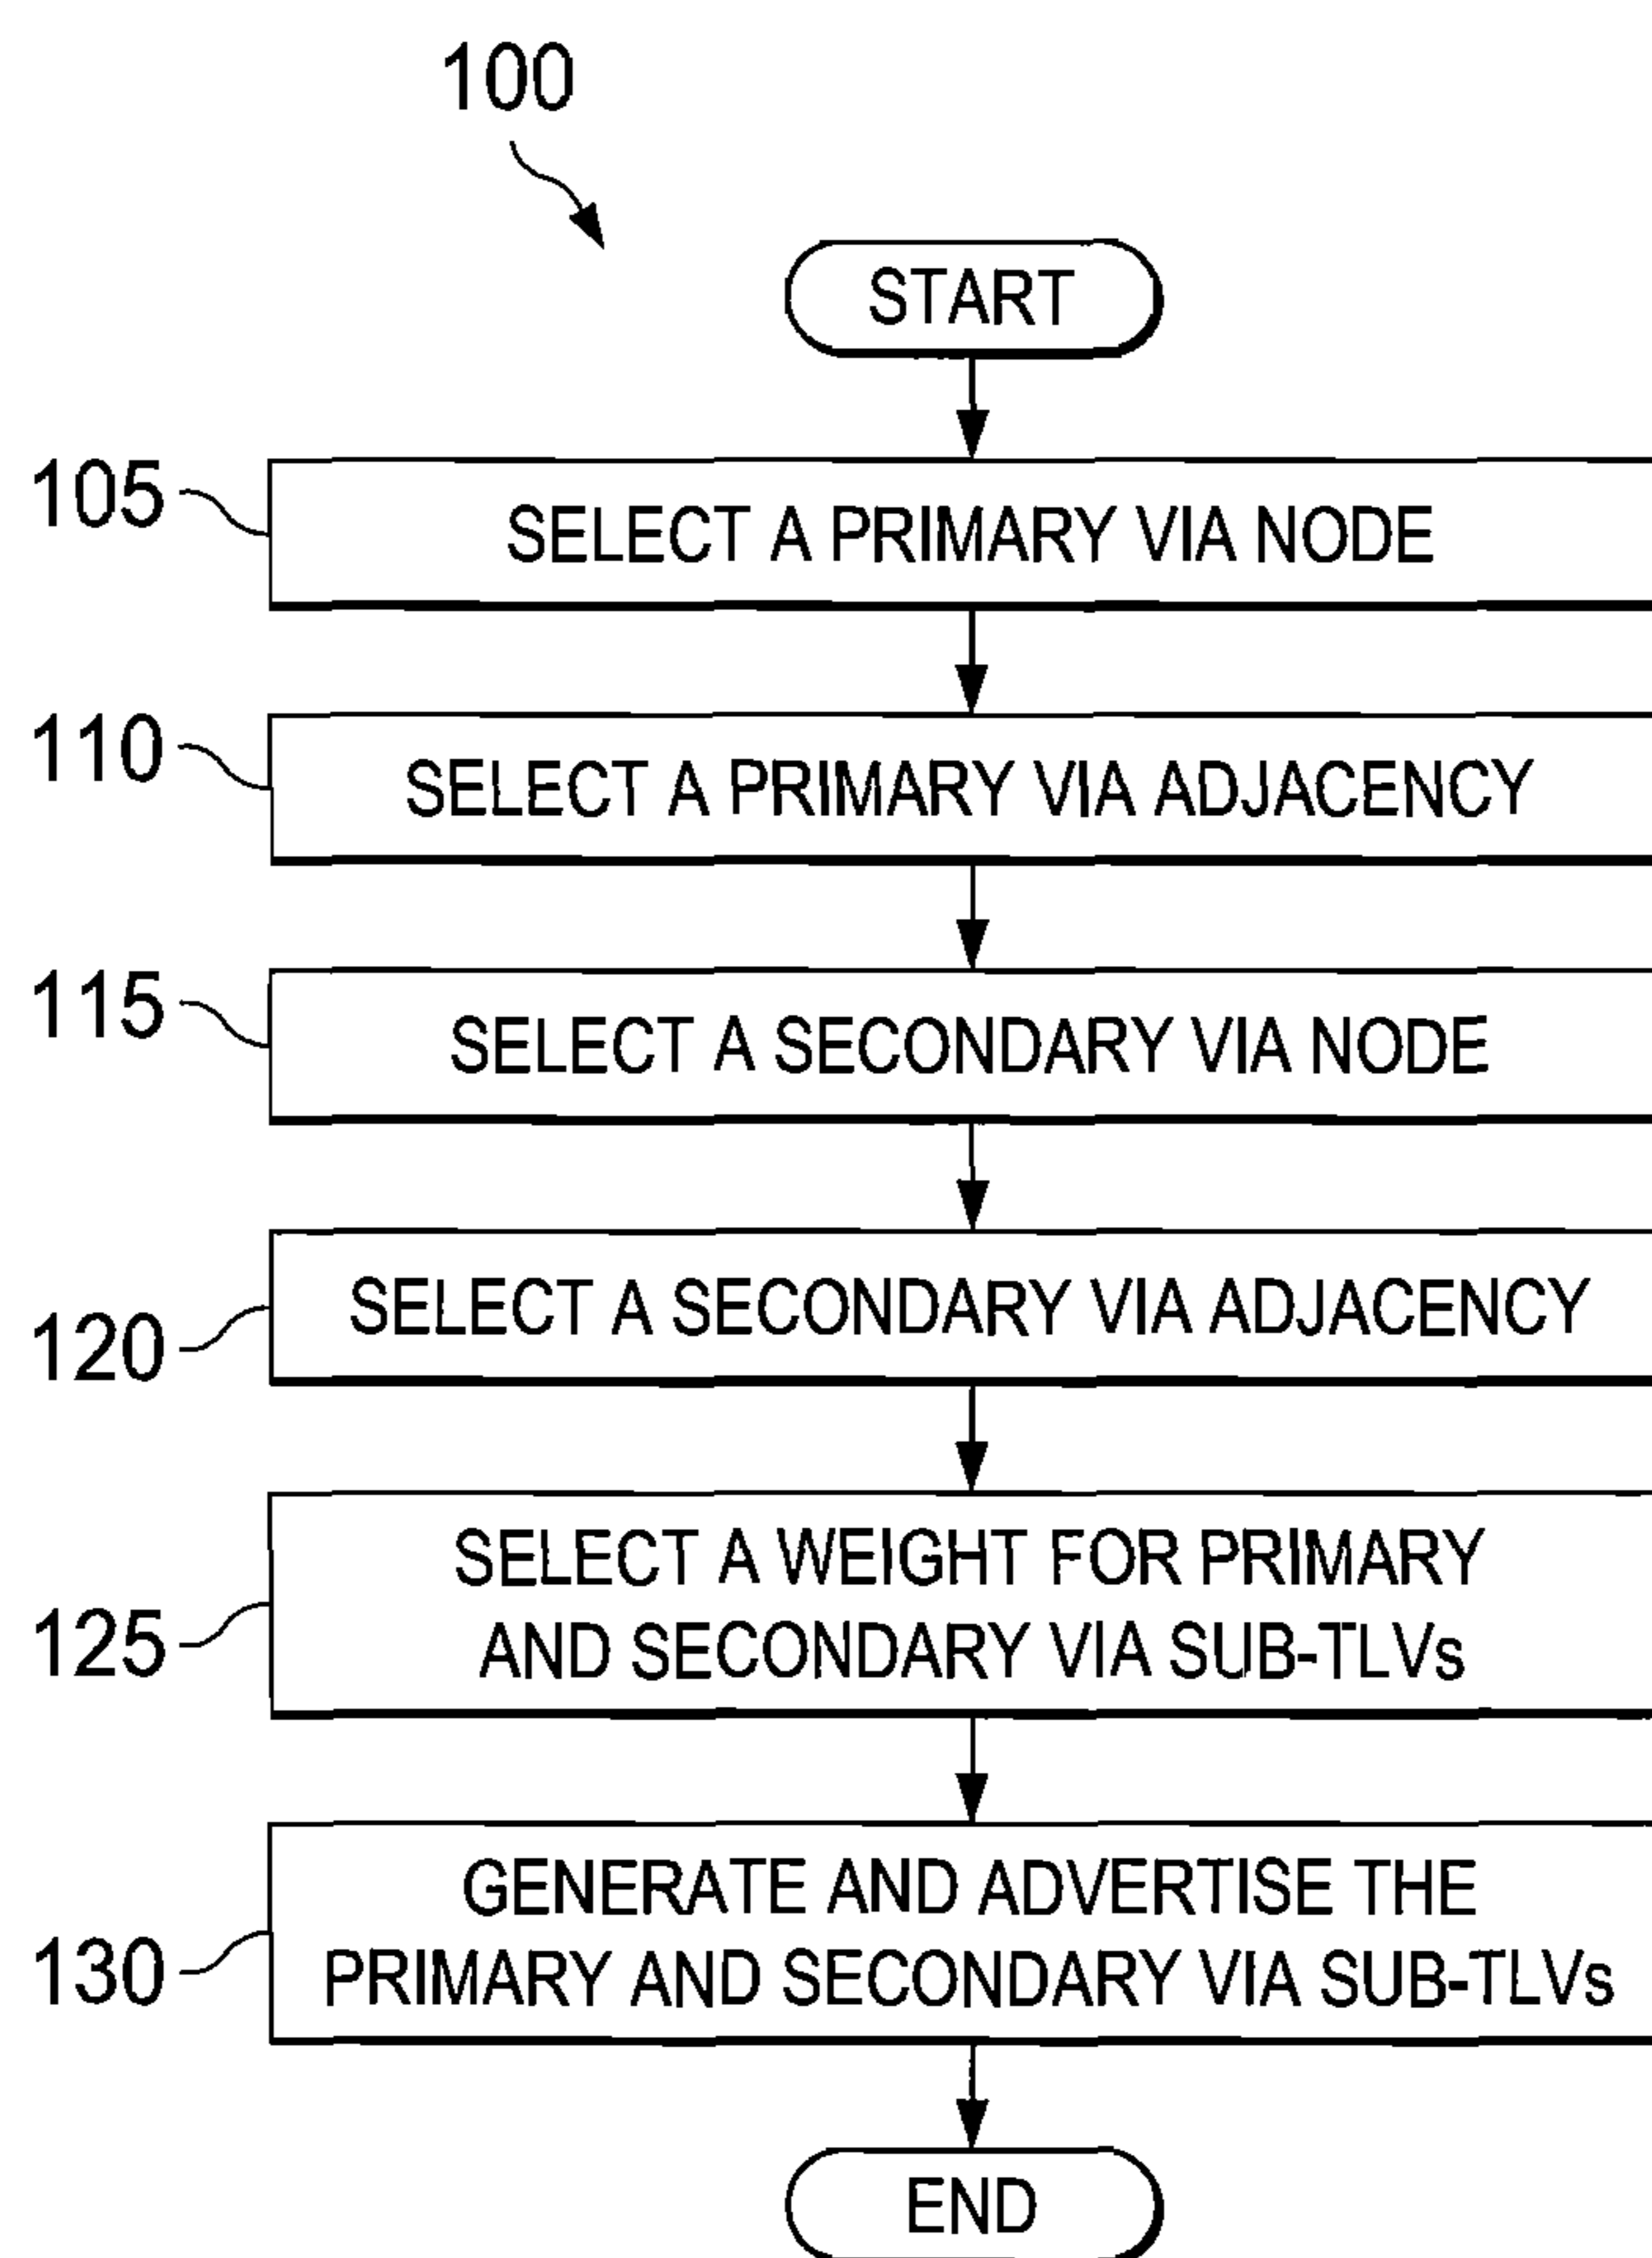 100
START
105
SELECT A PRIMARY VIA NODE
110
SELECT A PRIMARY VIA ADJACENCY
115
SELECT A SECONDARY VIA NODE
120
SELECT A SECONDARY VIA ADJACENCY
125
SELECT A WEIGHT FOR PRIMARY
AND SECONDARY VIA SUB-TLVs
130
GENERATE AND ADVERTISE THE
PRIMARY AND SECONDARY VIA SUB-TLVs
END